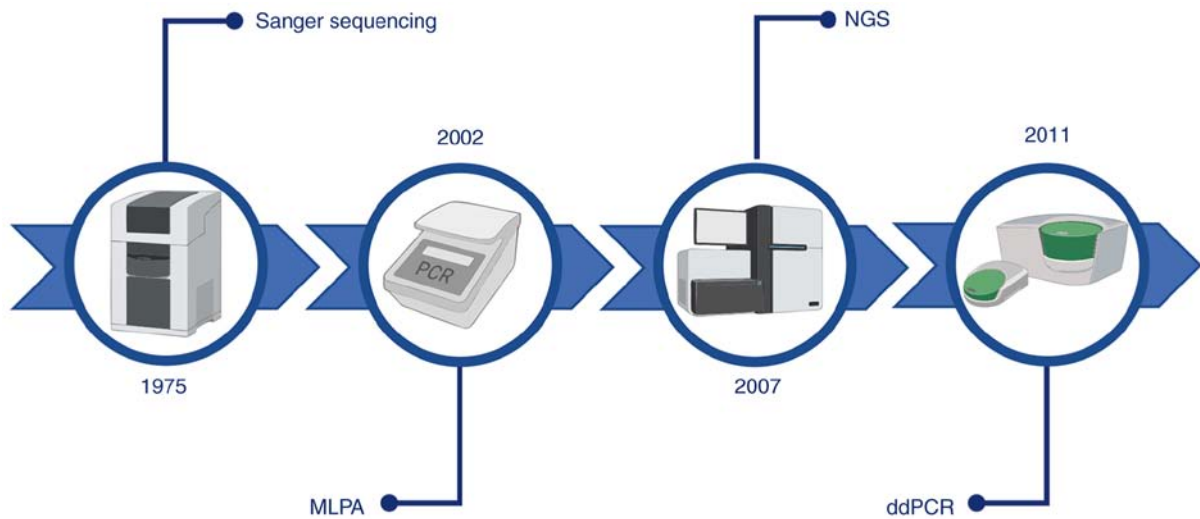 Sanger sequencing
NGS
2002
2011
PCR
1975
2007
MLPA
ddPCR